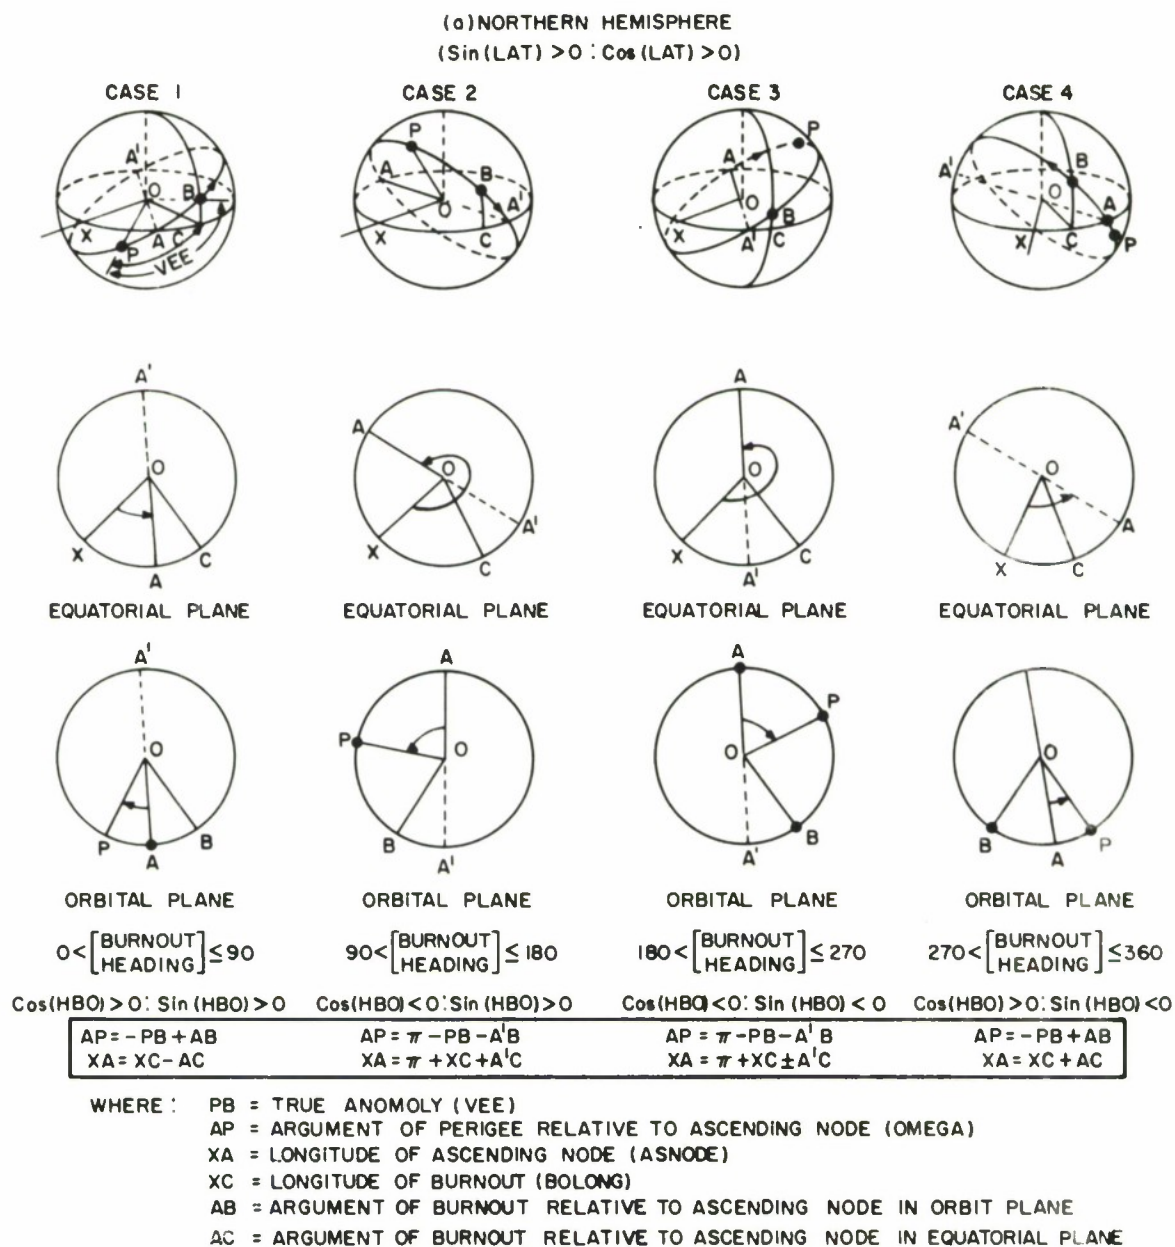 (a) NORTHERN HEMISPHERE
(Sin (LAT) > 0 : Cos (LAT) > 0)
CASE 1 CASE 2 CASE 3 CASE 4
A' O B X P A C VEE
P A B O A' X C
A P O B X A' C
A' B O A X C P
A' O X A C
A O A' X C
A O X C A'
A' O A X C
EQUATORIAL PLANE EQUATORIAL PLANE EQUATORIAL PLANE EQUATORIAL PLANE
A' O P A B
A P O B A'
A P O B A'
O B A P
ORBITAL PLANE ORBITAL PLANE ORBITAL PLANE ORBITAL PLANE
0 < [BURNOUT HEADING] ≤ 90 90 < [BURNOUT HEADING] ≤ 180 180 < [BURNOUT HEADING] ≤ 270 270 < [BURNOUT HEADING] ≤ 360
Cos (HBO) > 0 : Sin (HBO) > 0 Cos (HBO) < 0 : Sin (HBO) > 0 Cos (HBO) < 0 : Sin (HBO) < 0 Cos (HBO) > 0 : Sin (HBO) < 0
AP = -PB + AB AP = π - PB - A'B AP = π - PB - A'B AP = -PB + AB
XA = XC - AC XA = π + XC + A'C XA = π + XC ± A'C XA = XC + AC
WHERE : PB = TRUE ANOMOLY (VEE)
AP = ARGUMENT OF PERIGEE RELATIVE TO ASCENDING NODE (OMEGA)
XA = LONGITUDE OF ASCENDING NODE (ASNODE)
XC = LONGITUDE OF BURNOUT (BOLONG)
AB = ARGUMENT OF BURNOUT RELATIVE TO ASCENDING NODE IN ORBIT PLANE
AC = ARGUMENT OF BURNOUT RELATIVE TO ASCENDING NODE IN EQUATORIAL PLANE